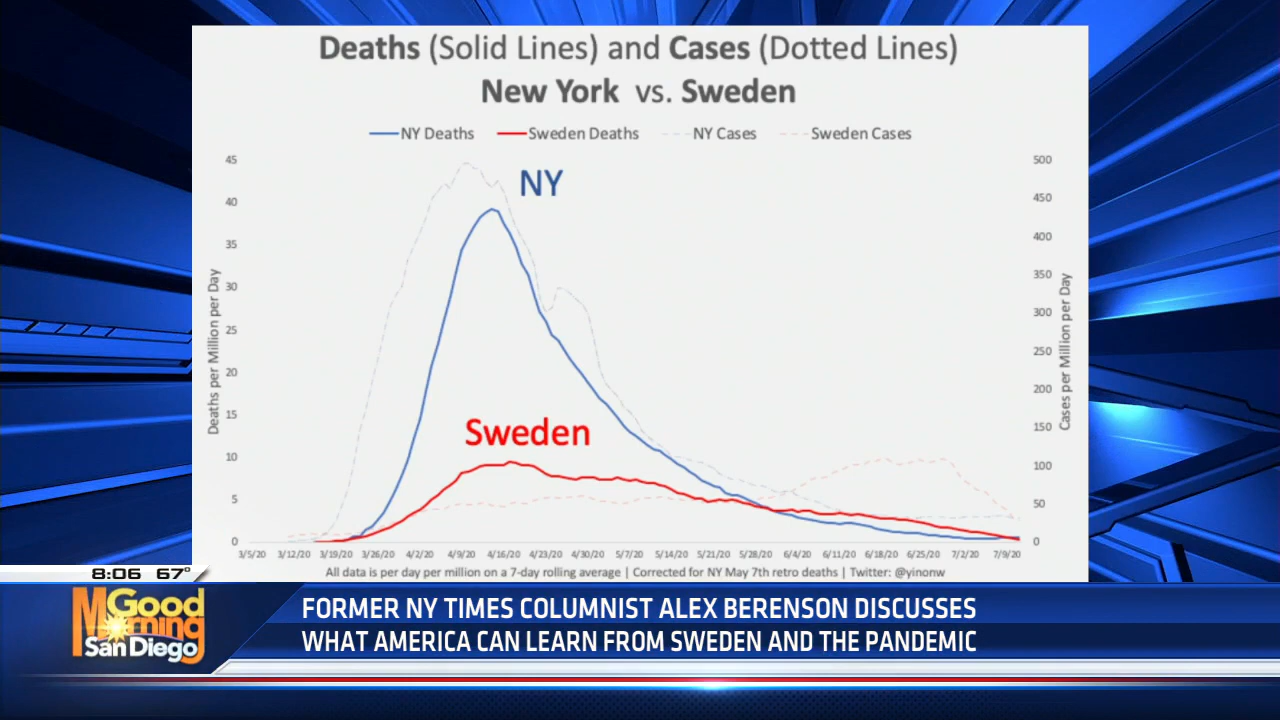 Deaths (Solid Lines) and Cases (Dotted Lines)
New York vs. Sweden
NY Deaths Sweden Deaths NY Cases Sweden Cases
45
40
35
30
25
20
15
10
5
0
Deaths per Million per Day
NY
Sweden
500
450
400
350
300
250
200
150
100
50
0
Cases per Million per Day
3/5/20 3/12/20 3/19/20 3/26/20 4/2/20 4/9/20 4/16/20 4/23/20 4/30/20 5/7/20 5/14/20 5/21/20 5/28/20 6/4/20 6/11/20 6/18/20 6/25/20 7/2/20 7/9/20
All data is per day per million on a 7-day rolling average | Corrected for NY May 7th retro deaths | Twitter: @yinonw
8:06 67°
Good
Morning
San Diego
FORMER NY TIMES COLUMNIST ALEX BERENSON DISCUSSES
WHAT AMERICA CAN LEARN FROM SWEDEN AND THE PANDEMIC